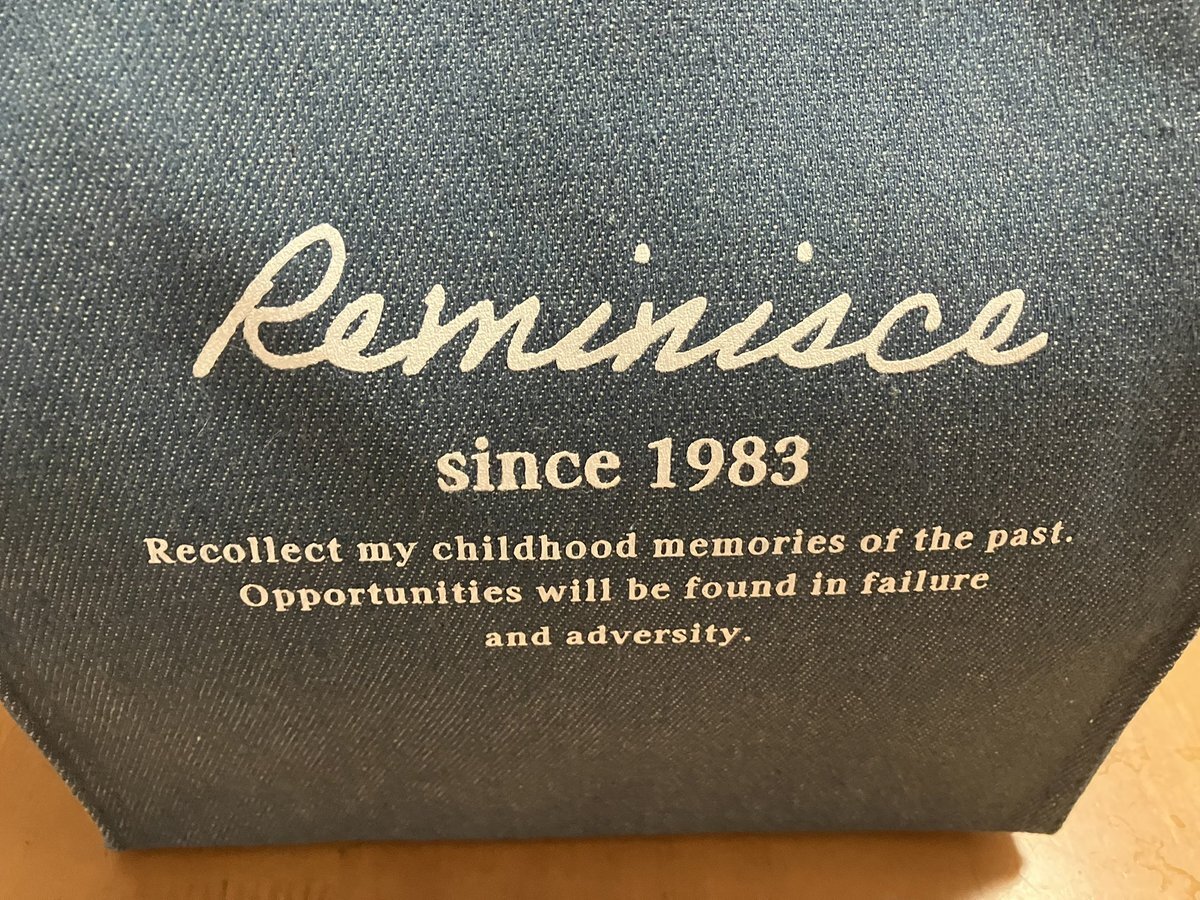 Reminisce
since 1983
Recollect my childhood memories of the past.
Opportunities will be found in failure
and adversity.